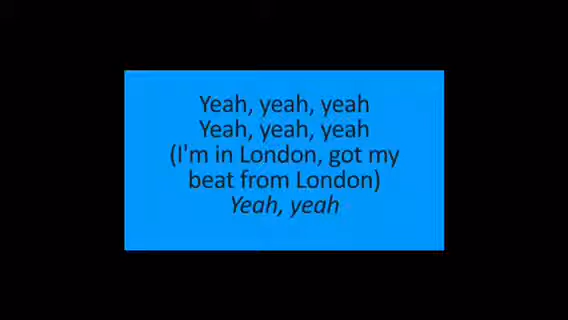 Yeah, yeah, yeah
Yeah, yeah, yeah
(I'm in London, got my
beat from London)
Yeah, yeah